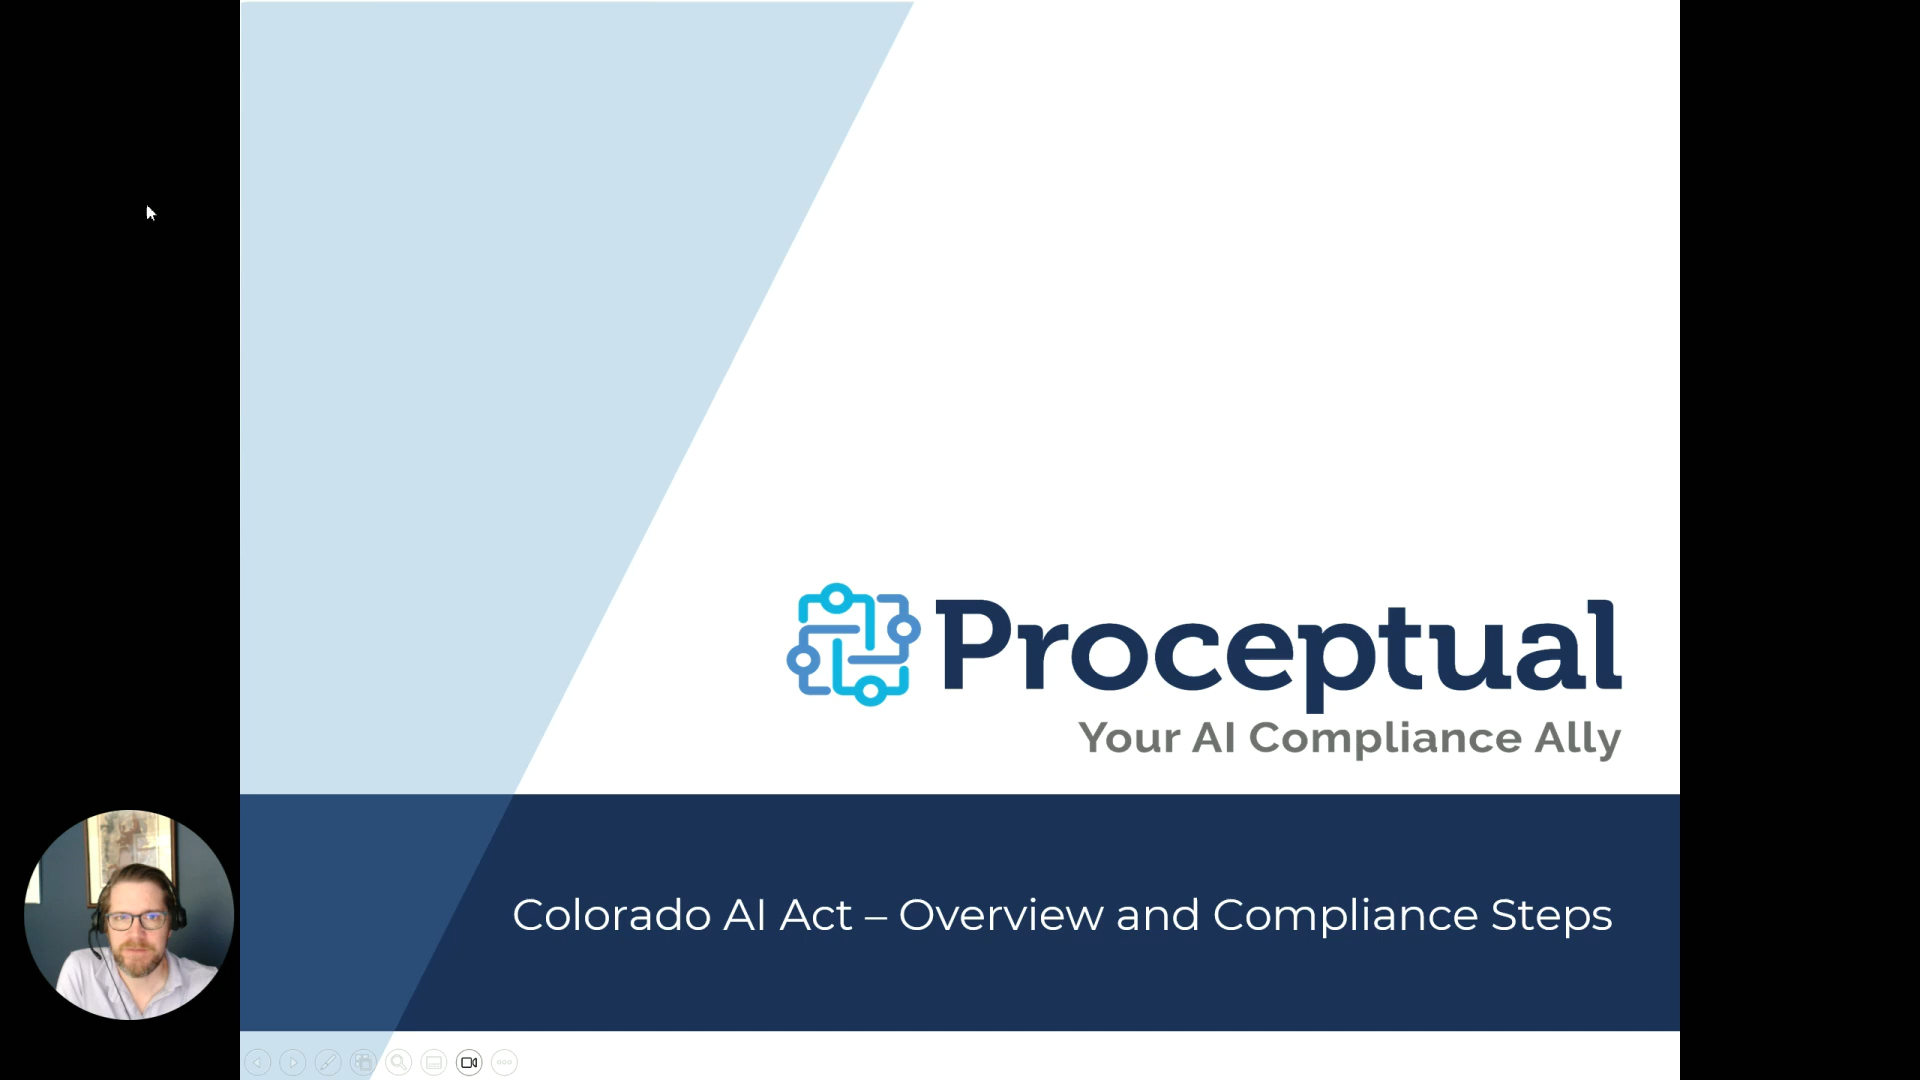 Proceptual
Your AI Compliance Ally
Colorado AI Act – Overview and Compliance Steps